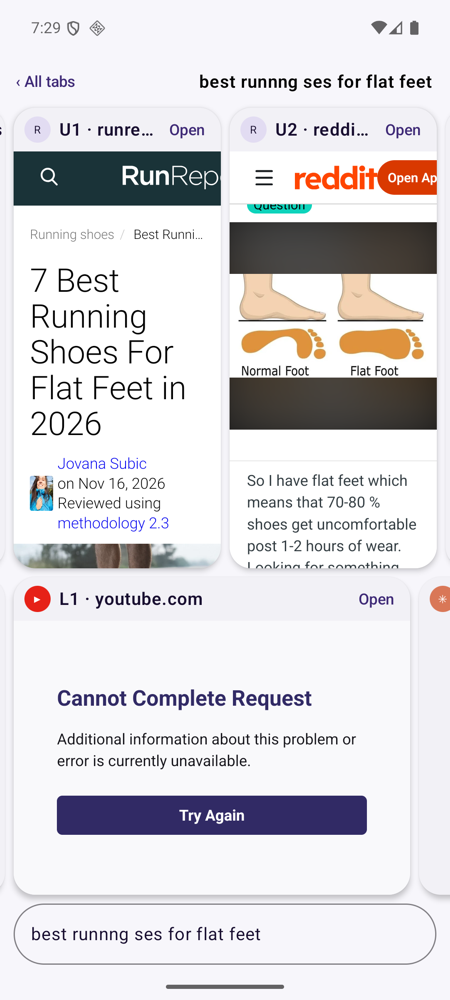 7:29
‹ All tabs
best runnng ses for flat feet
R U1 · runre... Open
RunRep
Running shoes / Best Runni...
7 Best
Running
Shoes For
Flat Feet in
2026
Jovana Subic
on Nov 16, 2026
Reviewed using
methodology 2.3
R U2 · reddi... Open
reddit
Open Ap
Question
Normal Foot Flat Foot
So I have flat feet which
means that 70-80 %
shoes get uncomfortable
post 1-2 hours of wear.
Looking for something
L1 · youtube.com Open
Cannot Complete Request
Additional information about this problem or
error is currently unavailable.
Try Again
best runnng ses for flat feet